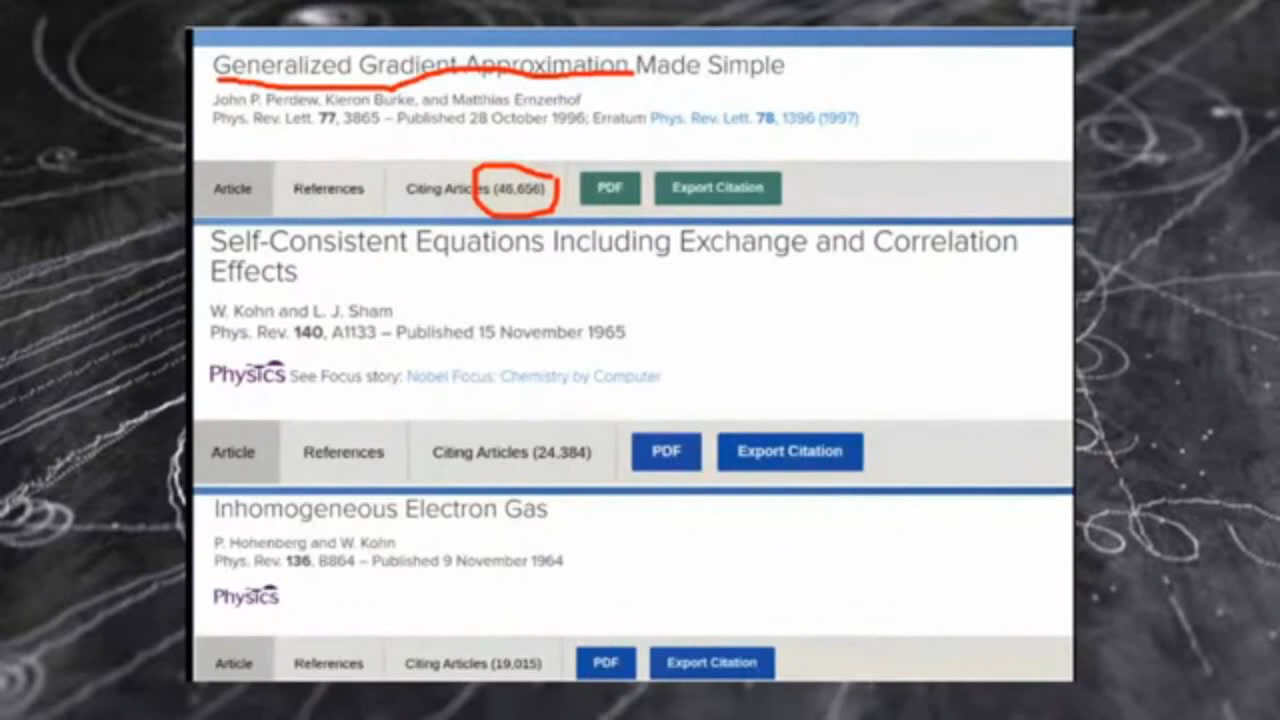 Generalized Gradient Approximation Made Simple
John P. Perdew, Kieron Burke, and Matthias Ernzerhof
Phys. Rev. Lett. 77, 3865 – Published 28 October 1996; Erratum Phys. Rev. Lett. 78, 1396 (1997)
Article References Citing Articles (46,656) PDF Export Citation
Self-Consistent Equations Including Exchange and Correlation
Effects
W. Kohn and L. J. Sham
Phys. Rev. 140, A1133 – Published 15 November 1965
Physics See Focus story: Nobel Focus: Chemistry by Computer
Article References Citing Articles (24,384) PDF Export Citation
Inhomogeneous Electron Gas
P. Hohenberg and W. Kohn
Phys. Rev. 136, B864 – Published 9 November 1964
Physics
Article References Citing Articles (19,015) PDF Export Citation